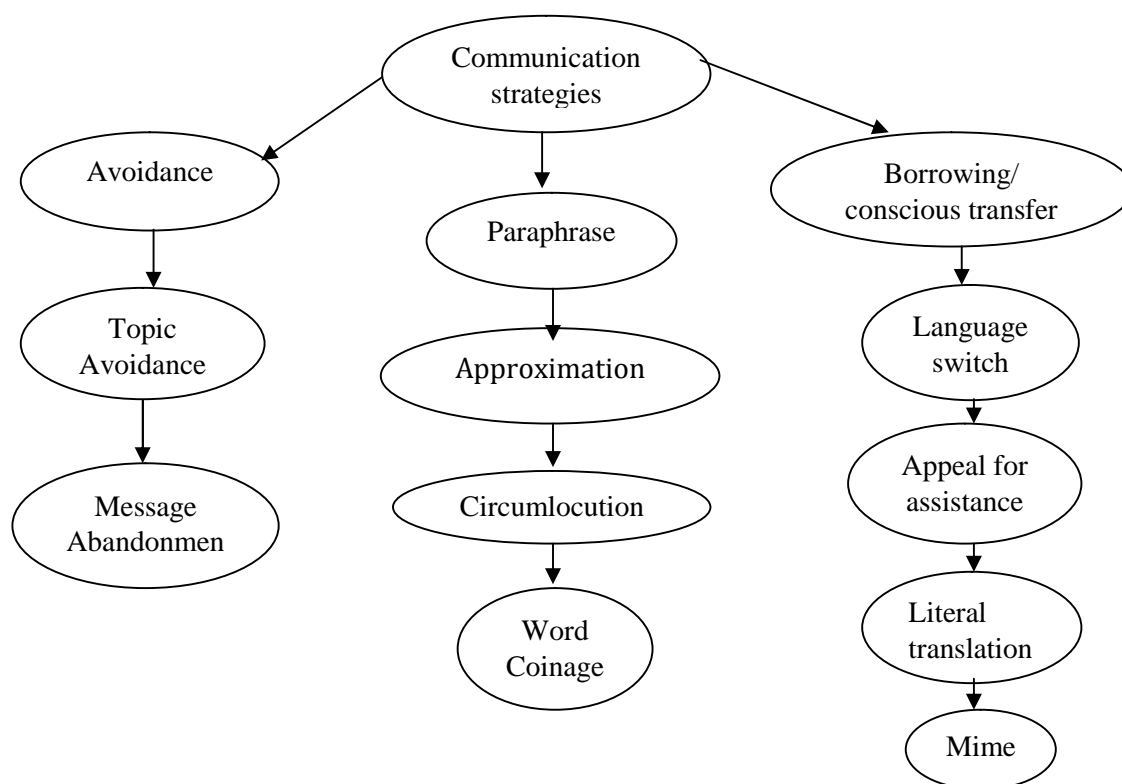 Communication
strategies
Avoidance
Topic
Avoidance
Message
Abandonmen
Paraphrase
Approximation
Circumlocution
Word
Coinage
Borrowing/
conscious transfer
Language
switch
Appeal for
assistance
Literal
translation
Mime